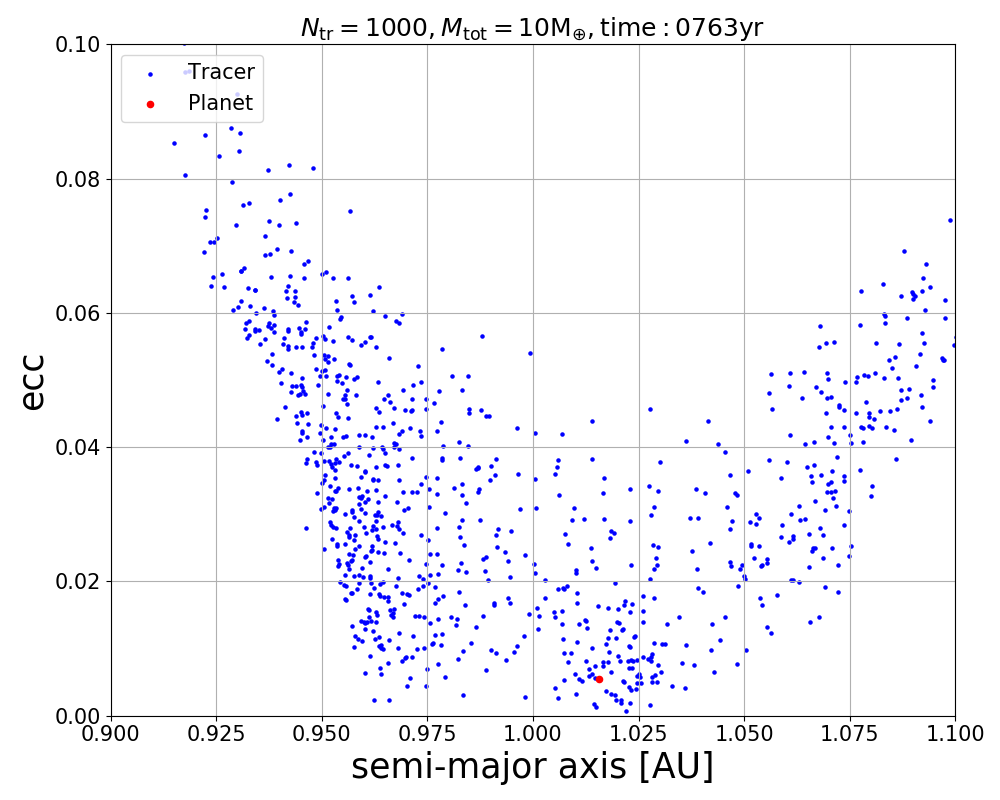 N_tr = 1000, M_tot = 10M_⊕, time : 0763yr
0.10
Tracer
Planet
0.08
0.06
ecc
0.04
0.02
0.00
0.900 0.925 0.950 0.975 1.000 1.025 1.050 1.075 1.100
semi-major axis [AU]